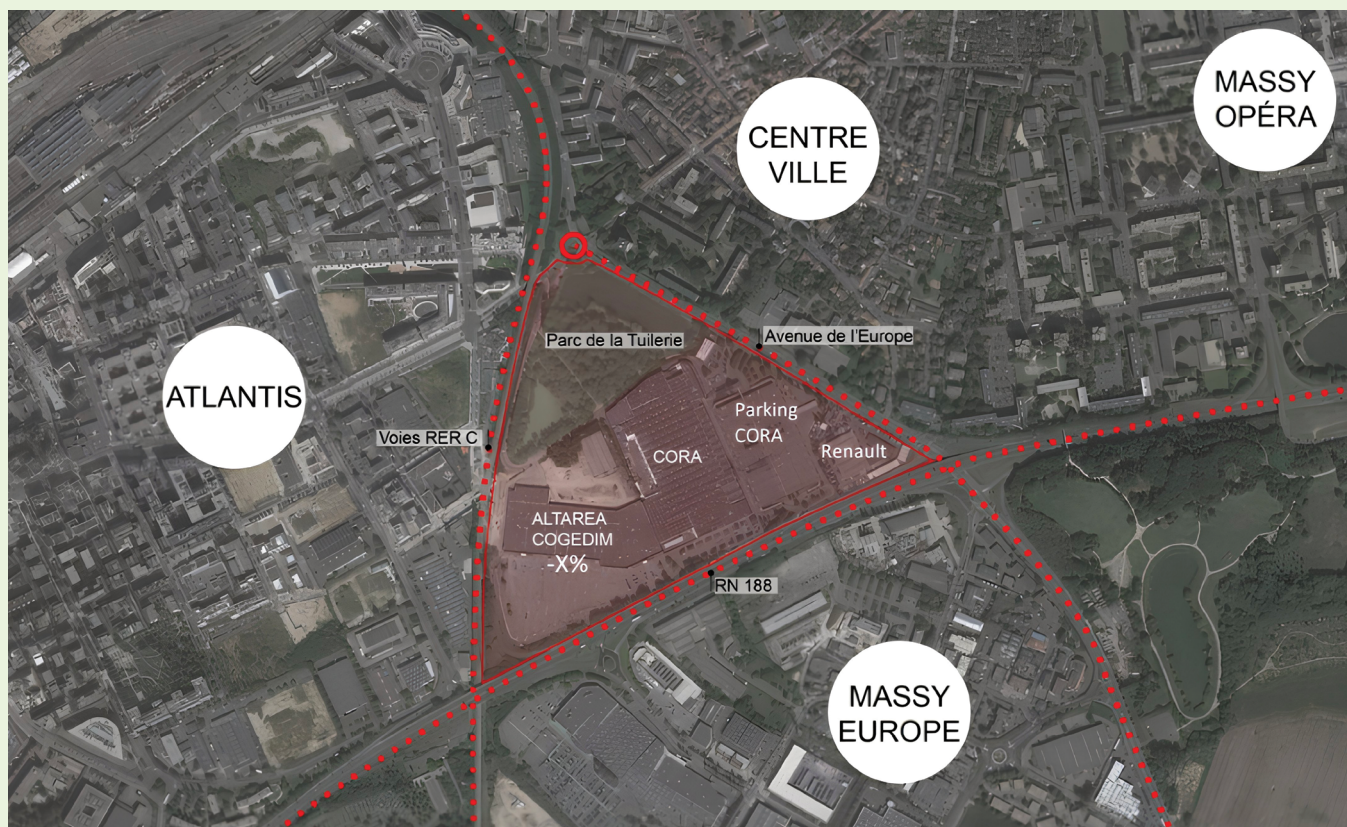 MASSY
OPÉRA
CENTRE
VILLE
Parc de la Tuilerie
Avenue de l'Europe
ATLANTIS
Parking
CORA
Voies RER C
CORA
Renault
ALTAREA
COGEDIM
-X%
RN 188
MASSY
EUROPE